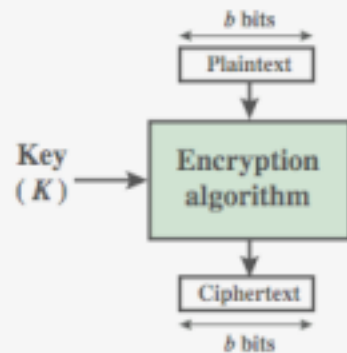 b bits
Plaintext
Key
(K)
Encryption
algorithm
Ciphertext
b bits